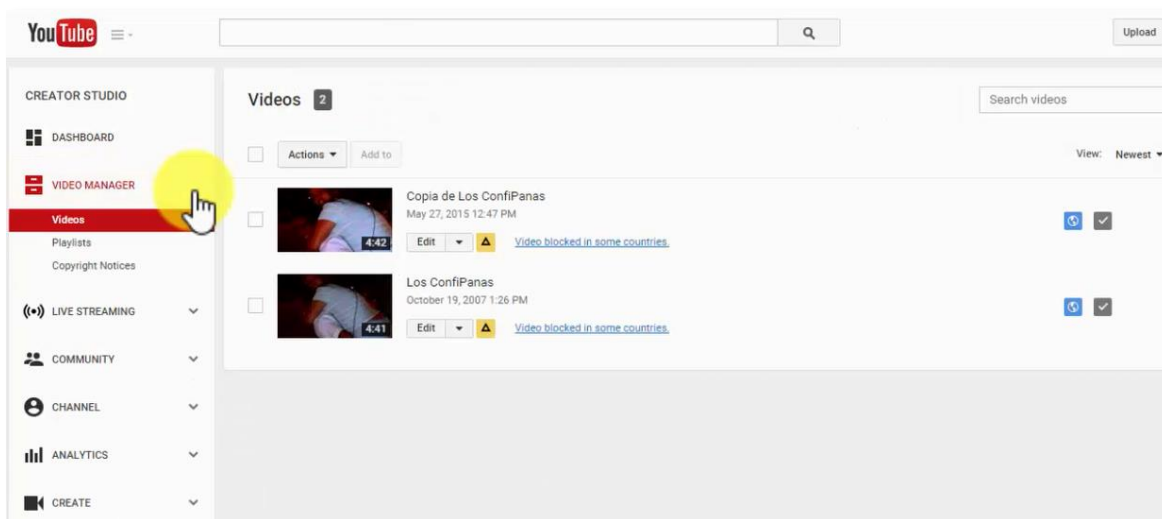 YouTube
Upload
CREATOR STUDIO
DASHBOARD
VIDEO MANAGER
Videos
Playlists
Copyright Notices
LIVE STREAMING
COMMUNITY
CHANNEL
ANALYTICS
CREATE
Videos 2
Search videos
Actions Add to
View: Newest
Copia de Los ConfiPanas
May 27, 2015 12:47 PM
4:42
Edit Video blocked in some countries.
Los ConfiPanas
October 19, 2007 1:26 PM
4:41
Edit Video blocked in some countries.